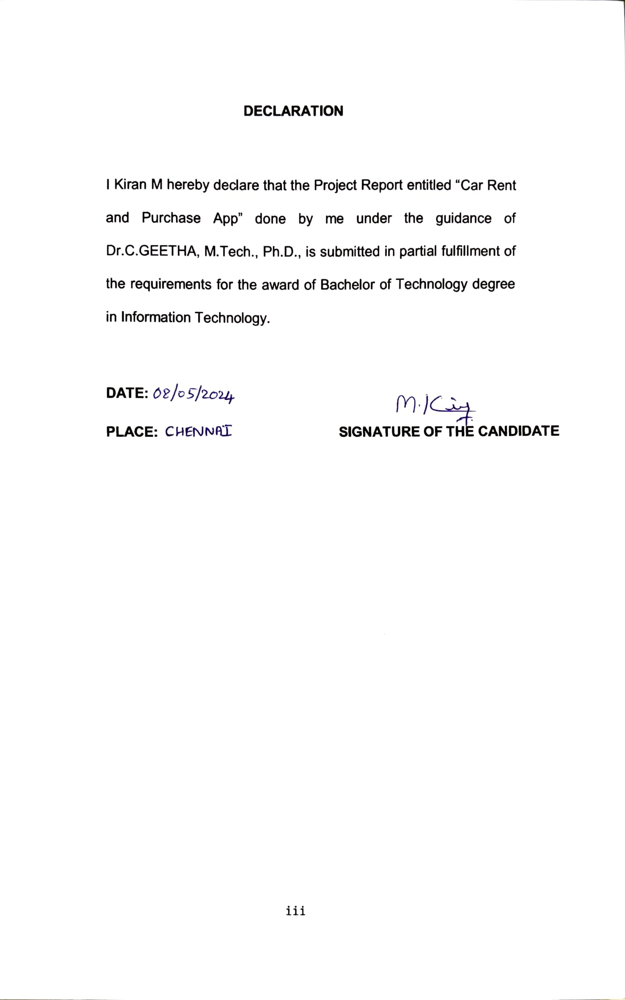 DECLARATION
I Kiran M hereby declare that the Project Report entitled “Car Rent
and Purchase App” done by me under the guidance of
Dr.C.GEETHA, M.Tech., Ph.D., is submitted in partial fulfillment of
the requirements for the award of Bachelor of Technology degree
in Information Technology.
DATE: 08/05/2024
PLACE: CHENNAI
SIGNATURE OF THE CANDIDATE
iii